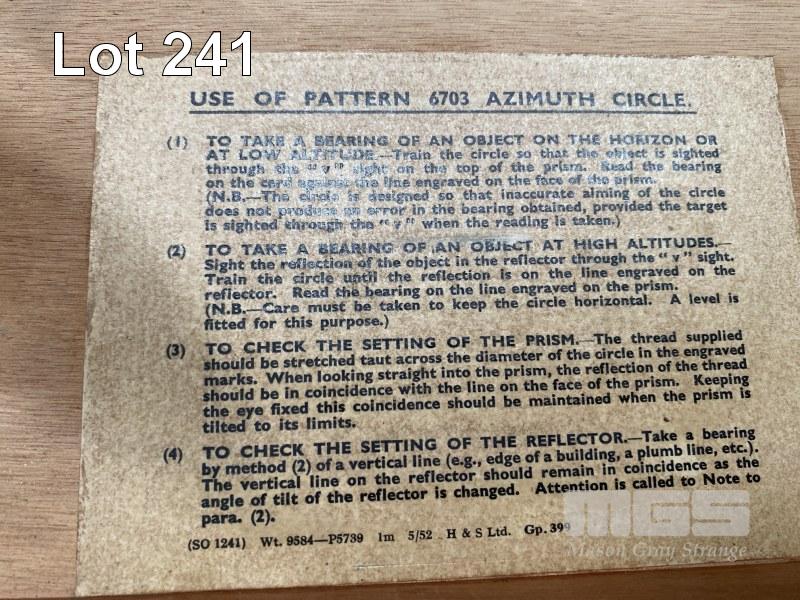 Lot 241
USE OF PATTERN 6703 AZIMUTH CIRCLE.
(1) TO TAKE A BEARING OF AN OBJECT ON THE HORIZON OR
AT LOW ALTITUDE.—Train the circle so that the object is sighted
through the "v" sight on the top of the prism. Read the bearing
on the card against the line engraved on the face of the prism.
(N.B.—The circle is designed so that inaccurate aiming of the circle
does not produce an error in the bearing obtained, provided the target
is sighted through the "v" when the reading is taken.)
(2) TO TAKE A BEARING OF AN OBJECT AT HIGH ALTITUDES.—
Sight the reflection of the object in the reflector through the "v" sight.
Train the circle until the reflection is on the line engraved on the
reflector. Read the bearing on the line engraved on the prism.
(N.B.—Care must be taken to keep the circle horizontal. A level is
fitted for this purpose.)
(3) TO CHECK THE SETTING OF THE PRISM.—The thread supplied
should be stretched taut across the diameter of the circle in the engraved
marks. When looking straight into the prism, the reflection of the thread
should be in coincidence with the line on the face of the prism. Keeping
the eye fixed this coincidence should be maintained when the prism is
tilted to its limits.
(4) TO CHECK THE SETTING OF THE REFLECTOR.—Take a bearing
by method (2) of a vertical line (e.g., edge of a building, a plumb line, etc.).
The vertical line on the reflector should remain in coincidence as the
angle of tilt of the reflector is changed. Attention is called to Note to
para. (2).
(SO 1241) Wt. 9584—P5739 1m 5/52 H & S Ltd. Gp. 399
MGS
Mason Gray Strange